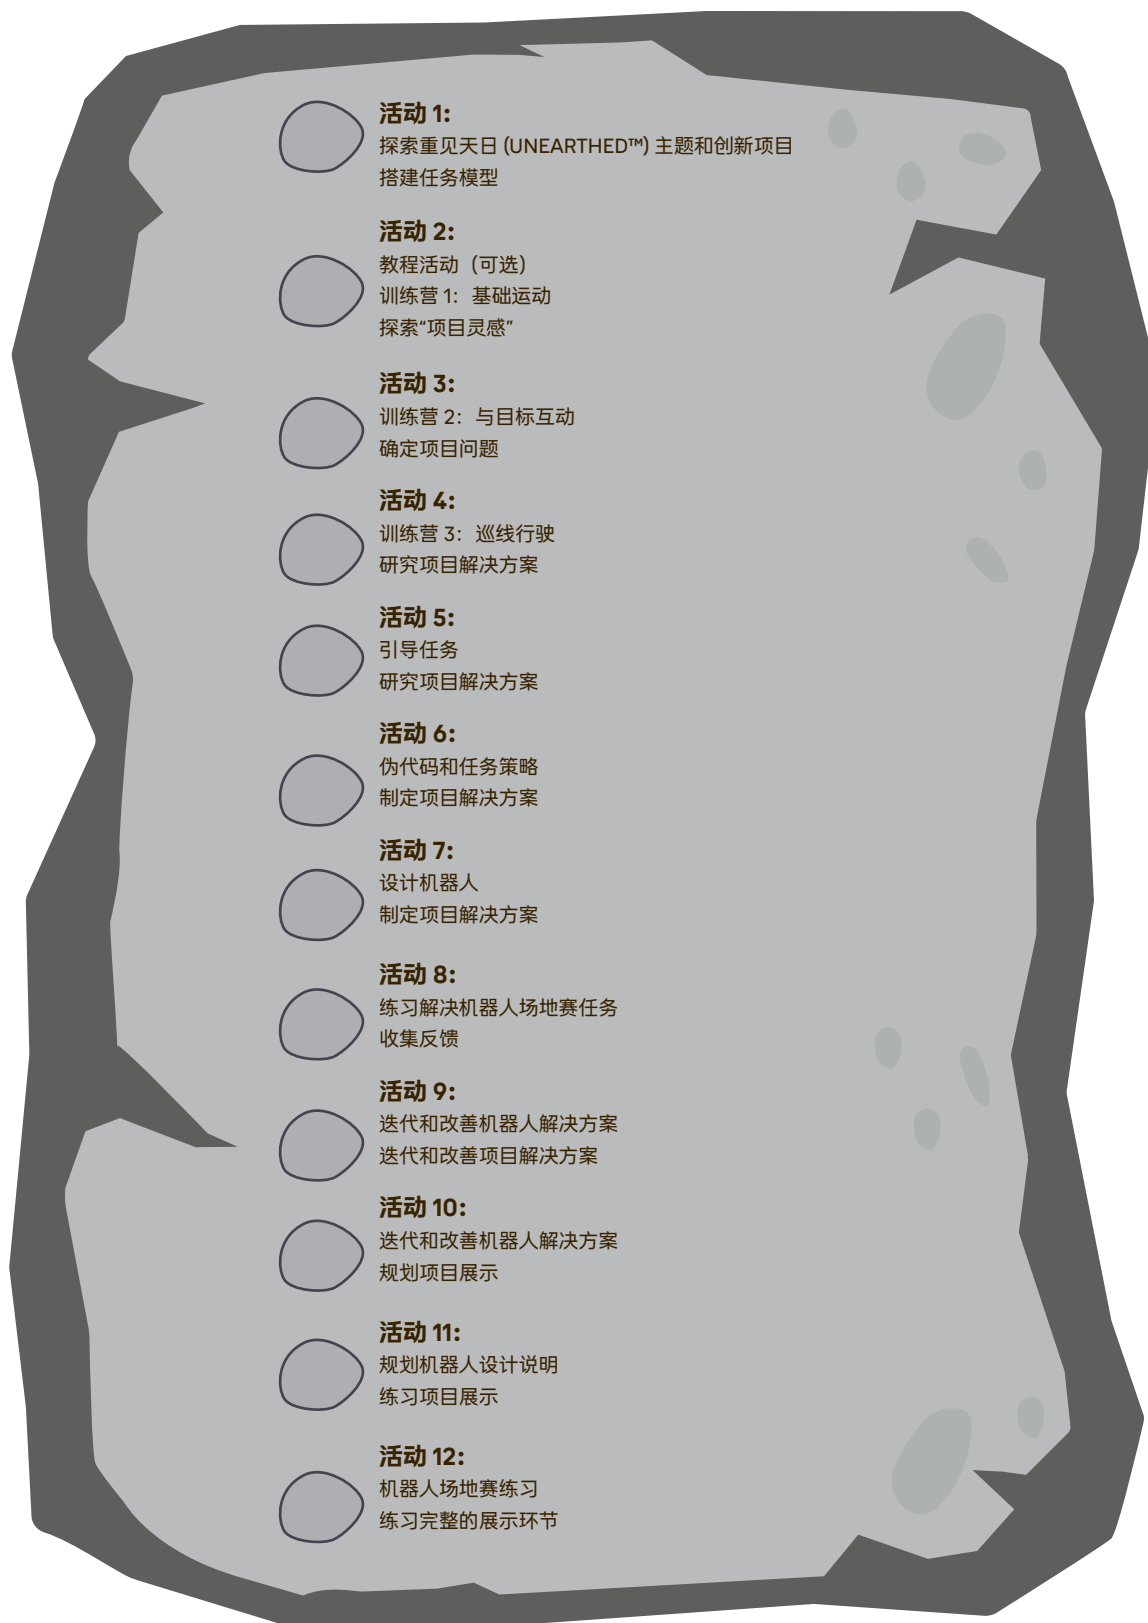 活动 1:
探索重见天日 (UNEARTHED™) 主题和创新项目
搭建任务模型
活动 2:
教程活动（可选）
训练营 1：基础运动
探索“项目灵感”
活动 3:
训练营 2：与目标互动
确定项目问题
活动 4:
训练营 3：巡线行驶
研究项目解决方案
活动 5:
引导任务
研究项目解决方案
活动 6:
伪代码和任务策略
制定项目解决方案
活动 7:
设计机器人
制定项目解决方案
活动 8:
练习解决机器人场地赛任务
收集反馈
活动 9:
迭代和改善机器人解决方案
迭代和改善项目解决方案
活动 10:
迭代和改善机器人解决方案
规划项目展示
活动 11:
规划机器人设计说明
练习项目展示
活动 12:
机器人场地赛练习
练习完整的展示环节